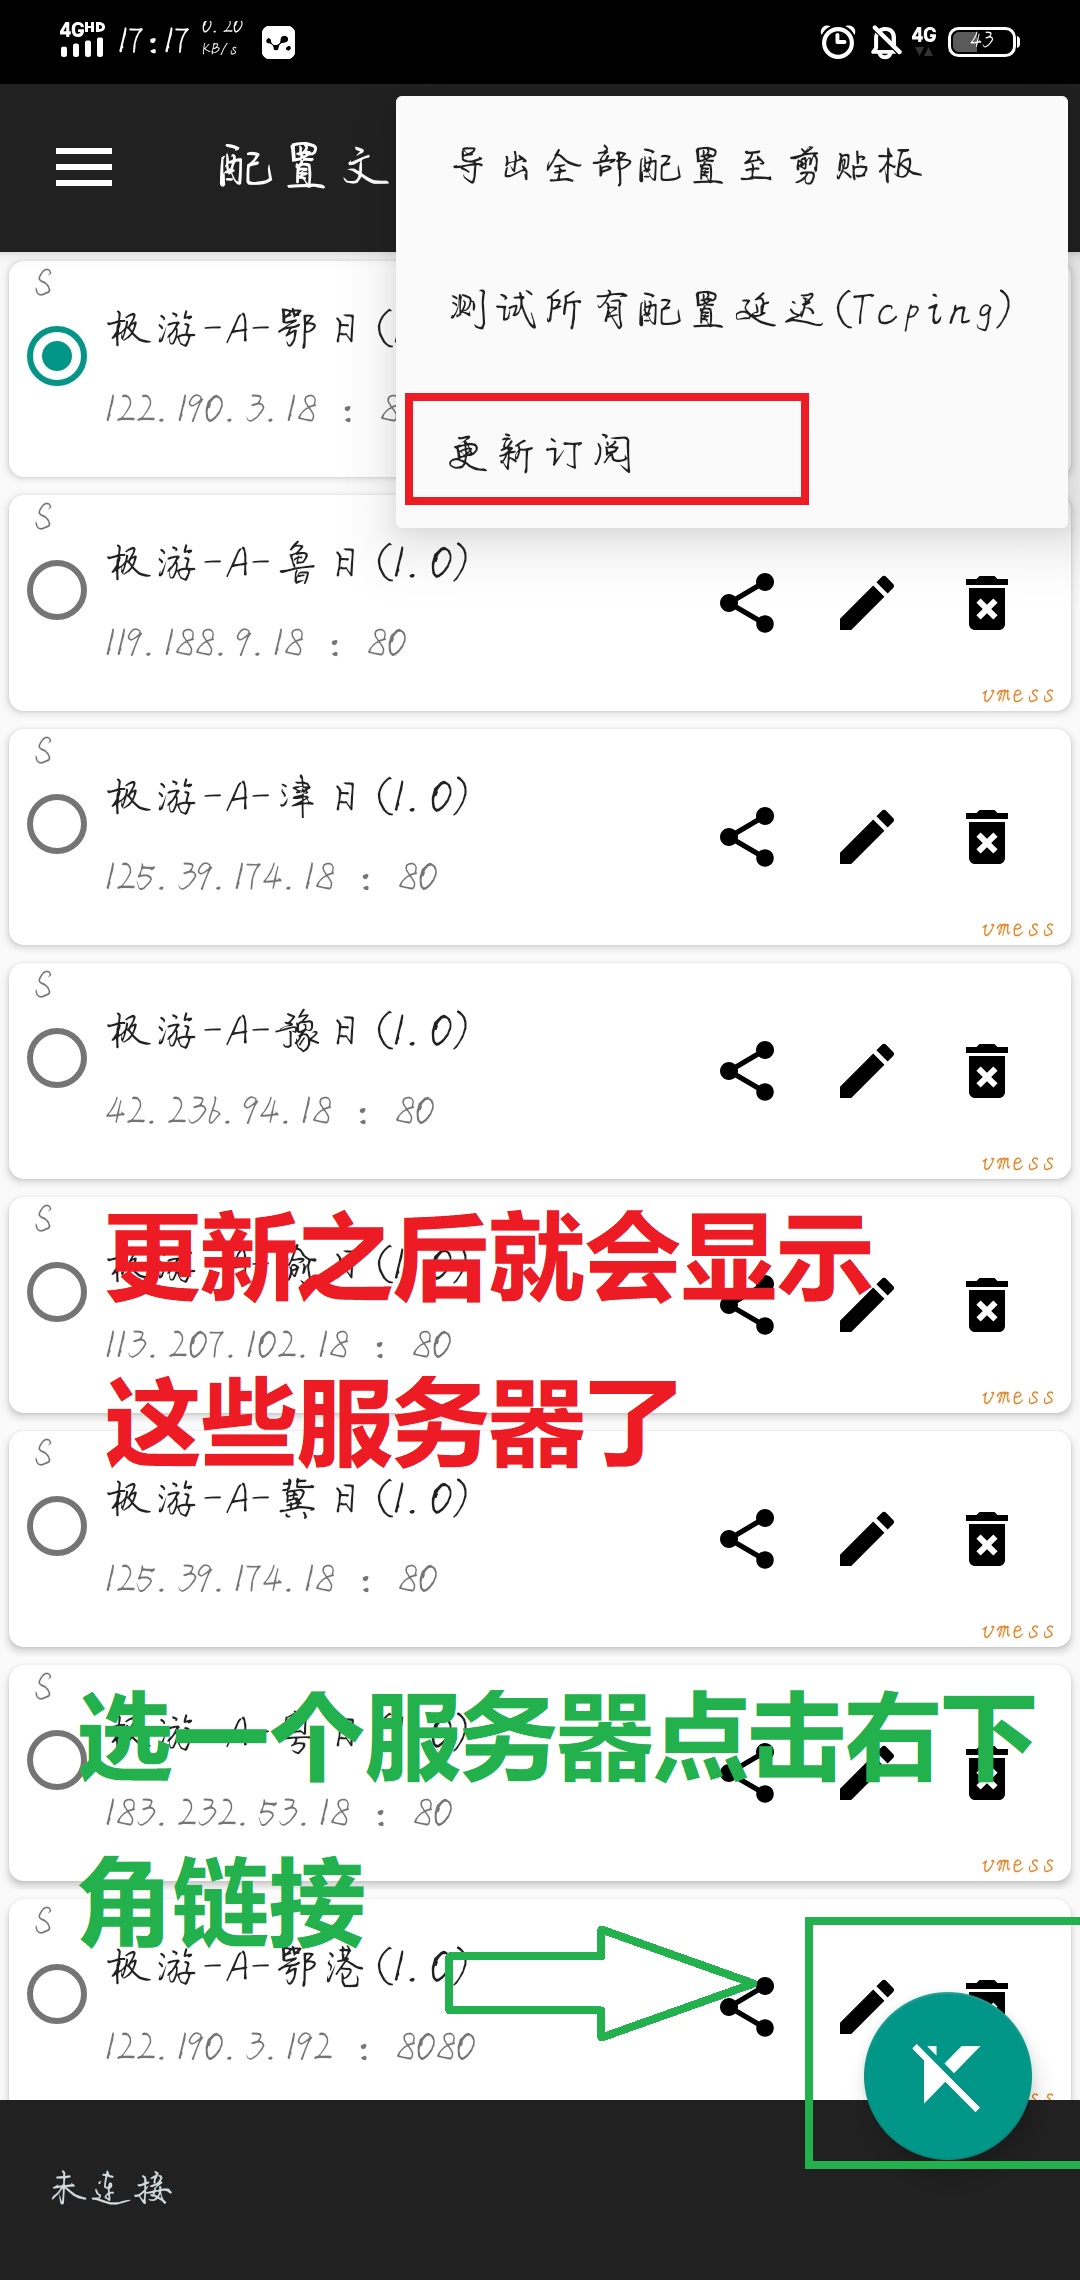 4GHD 17:17 0.20 KB/s 4G 43
配置文
导出全部配置至剪贴板
测试所有配置延迟(Tcping)
更新订阅
S
极游-A-鄂日(
122.190.3.18 : 8
S
极游-A-鲁日(1.0)
119.188.9.18 : 80
vmess
S
极游-A-津日(1.0)
125.39.174.18 : 80
vmess
S
极游-A-豫日(1.0)
42.236.94.18 : 80
vmess
S
更新之后就会显示
极游-A-渝日(1.0)
113.207.102.18 : 80
这些服务器了
vmess
S
极游-A-冀日(1.0)
125.39.174.18 : 80
vmess
S
选一个服务器点击右下
极游-A-粤日(1.0)
183.232.53.18 : 80
vmess
角链接
S
极游-A-鄂港(1.0)
122.190.3.192 : 8080
ss
未连接